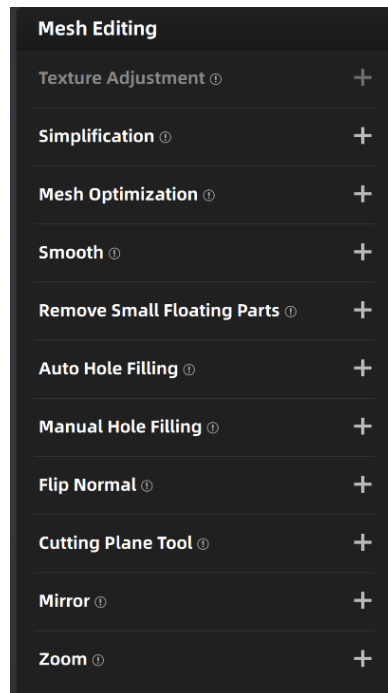 Mesh Editing
Texture Adjustment
Simplification
Mesh Optimization
Smooth
Remove Small Floating Parts
Auto Hole Filling
Manual Hole Filling
Flip Normal
Cutting Plane Tool
Mirror
Zoom